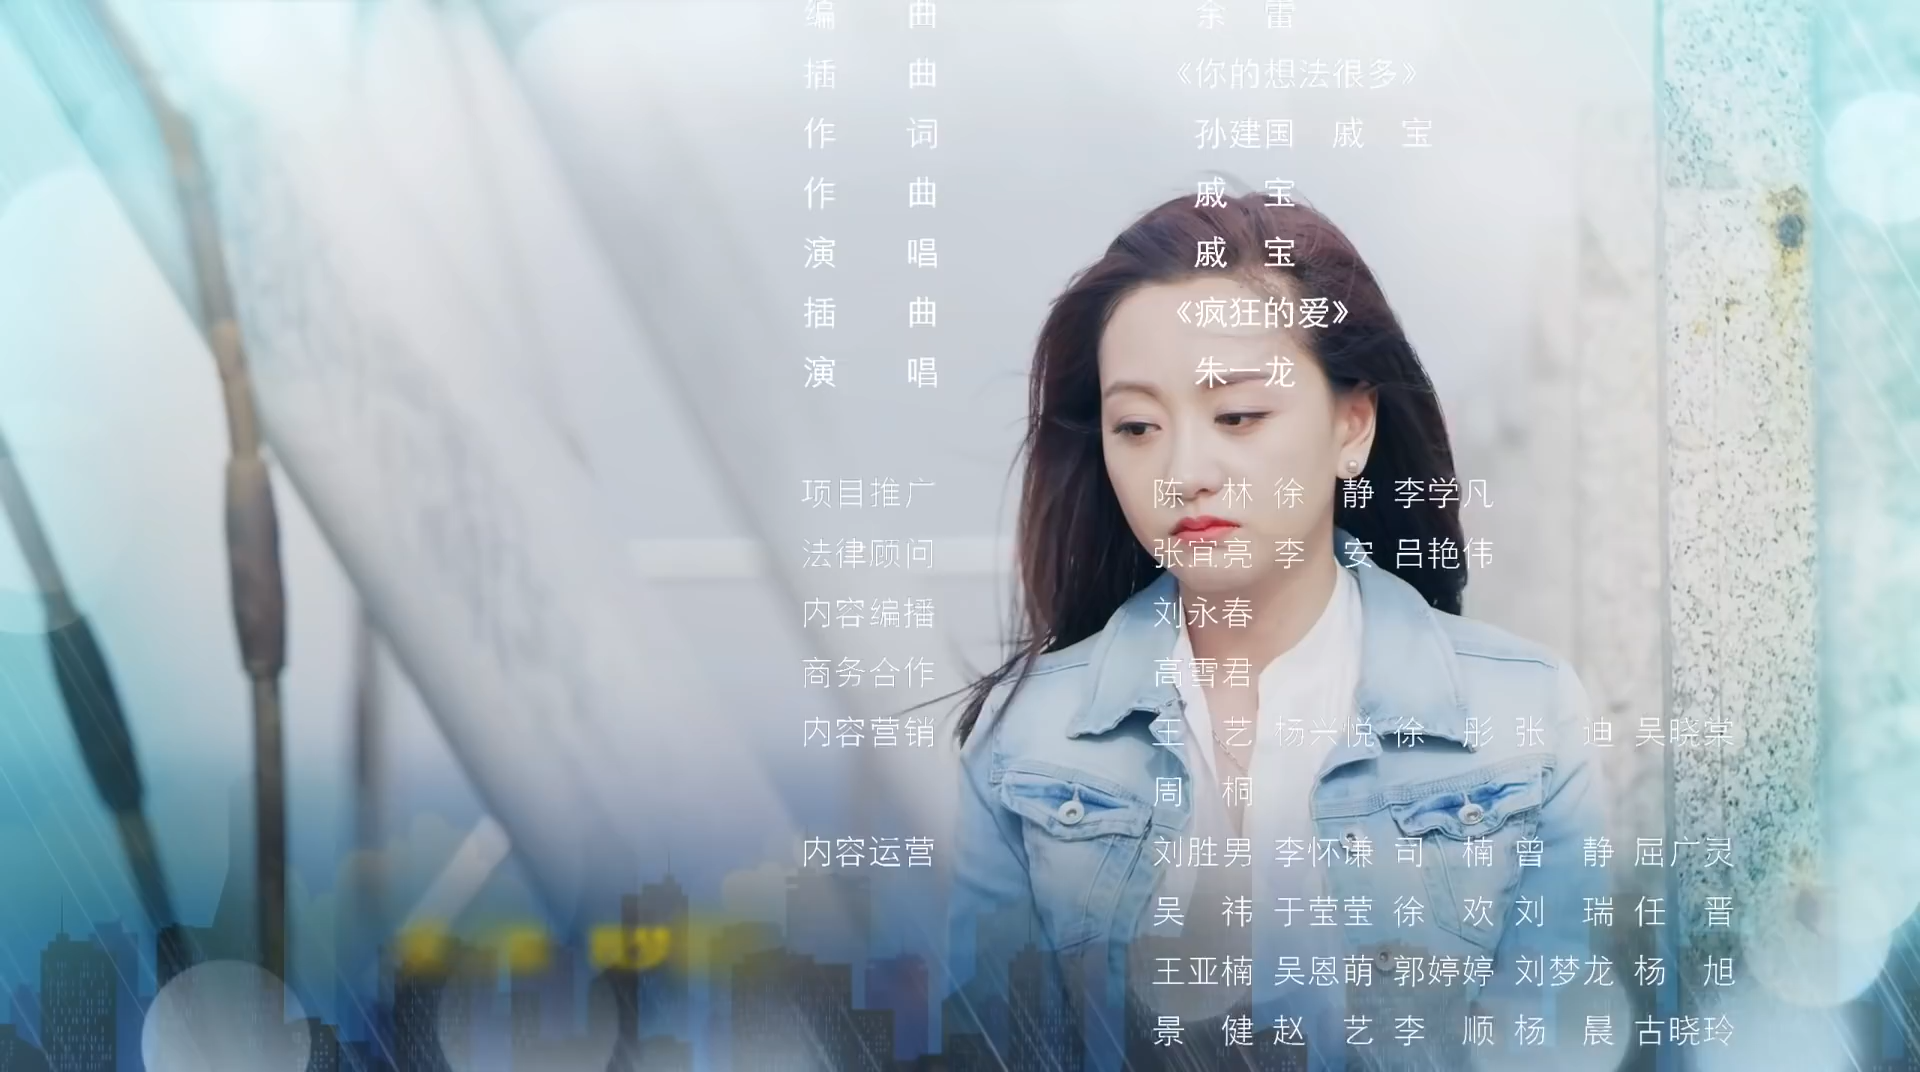 编曲 余雷
插曲 《你的想法很多》
作词 孙建国 戚宝
作曲 戚宝
演唱 戚宝
插曲 《疯狂的爱》
演唱 朱一龙
项目推广 陈林 徐静 李学凡
法律顾问 张宜亮 李安 吕艳伟
内容编播 刘永春
商务合作 高雪君
内容营销 王艺 杨兴悦 徐彤 张迪 吴晓棠
周桐
内容运营 刘胜男 李怀谦 司楠 曾静 屈广灵
吴祎 于莹莹 徐欢 刘瑞 任晋
王亚楠 吴恩萌 郭婷婷 刘梦龙 杨旭
景健 赵艺 李顺 杨晨 古晓玲